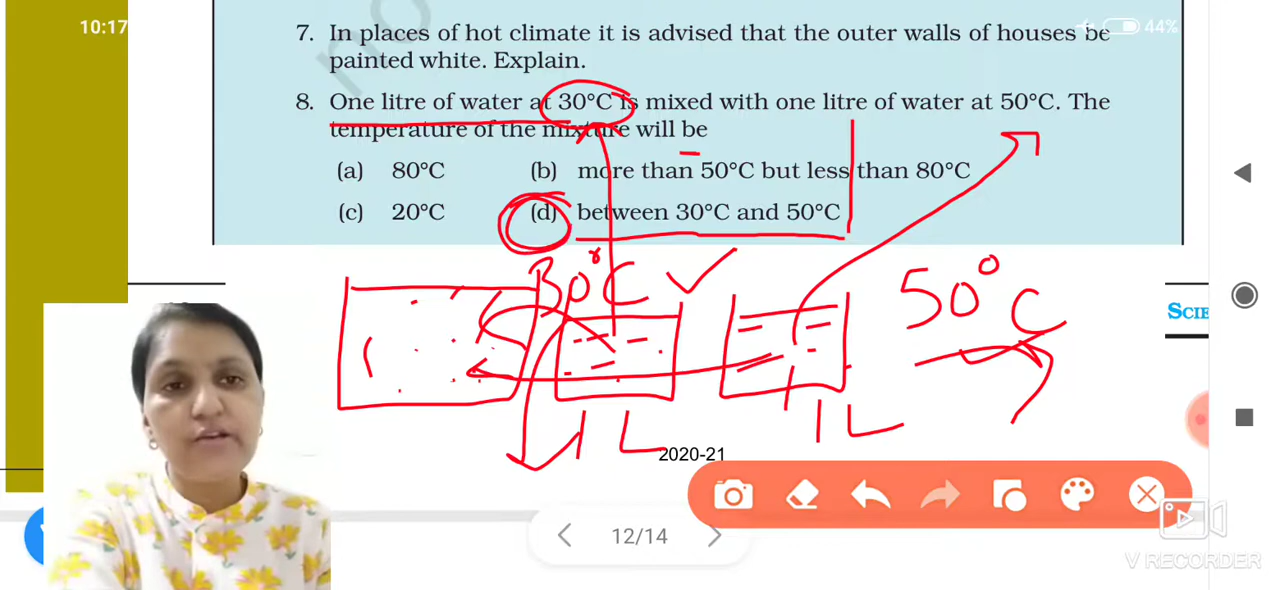 10:17
44%
7. In places of hot climate it is advised that the outer walls of houses be
painted white. Explain.
8. One litre of water at 30°C is mixed with one litre of water at 50°C. The
temperature of the mixture will be
(a) 80°C (b) more than 50°C but less than 80°C
(c) 20°C (d) between 30°C and 50°C
30°C
50°C
SCIE
1L
1L
2020-21
12/14
V RECORDER